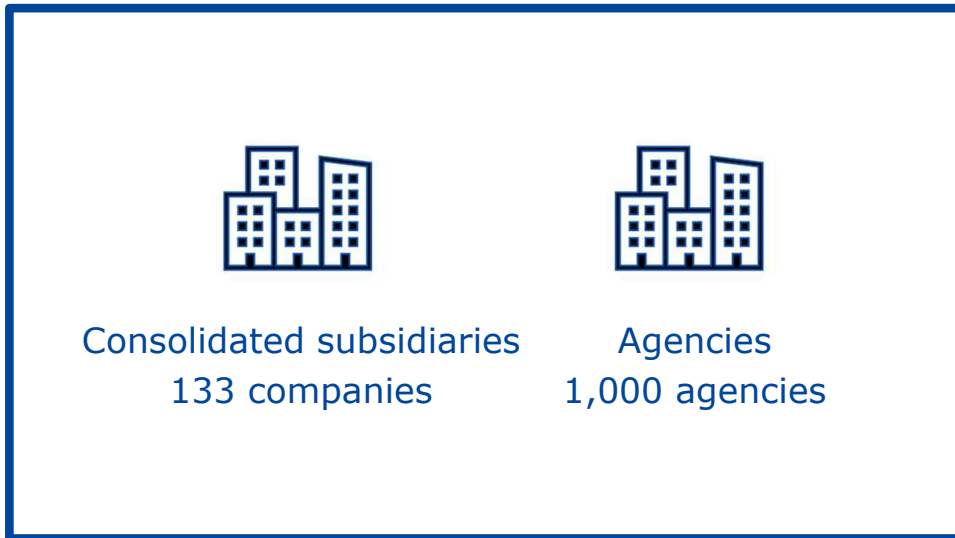 Consolidated subsidiaries
133 companies
Agencies
1,000 agencies